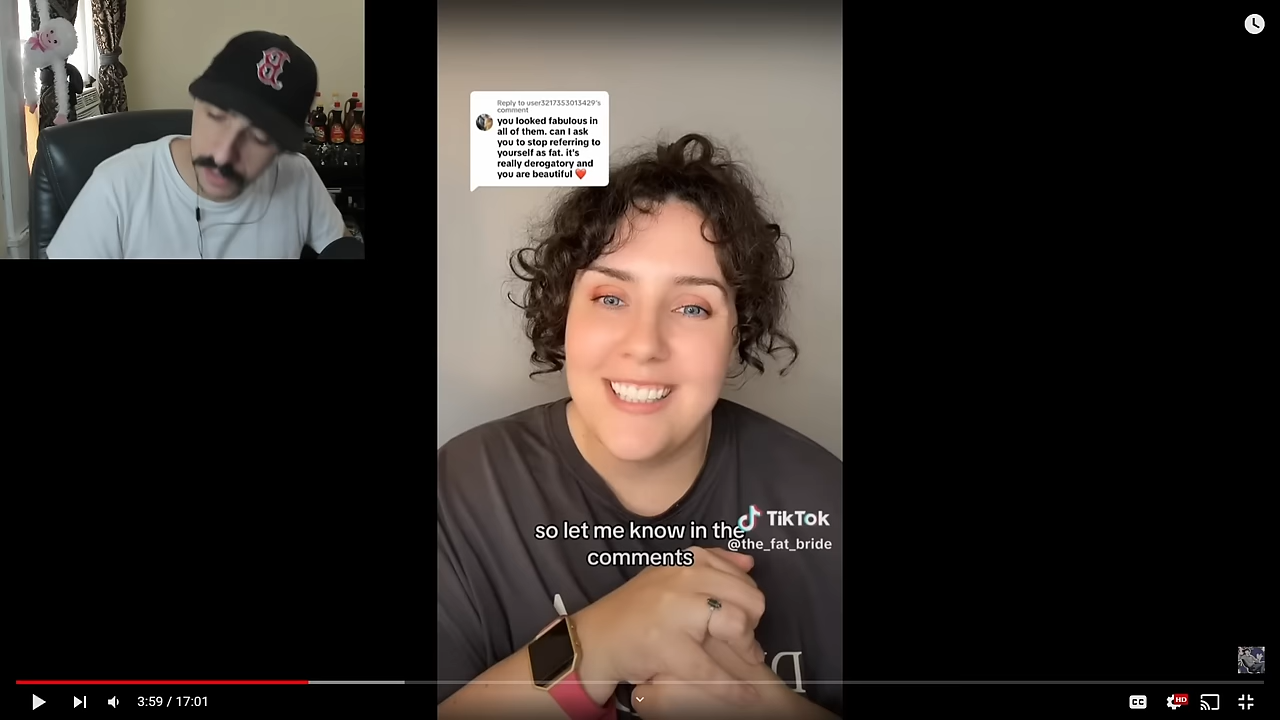 B
Reply to user3217353013429's
comment
you looked fabulous in
all of them. can I ask
you to stop referring to
yourself as fat. it's
really derogatory and
you are beautiful ❤️
so let me know in the
comments
TikTok
@the_fat_bride
3:59 / 17:01
CC
HD